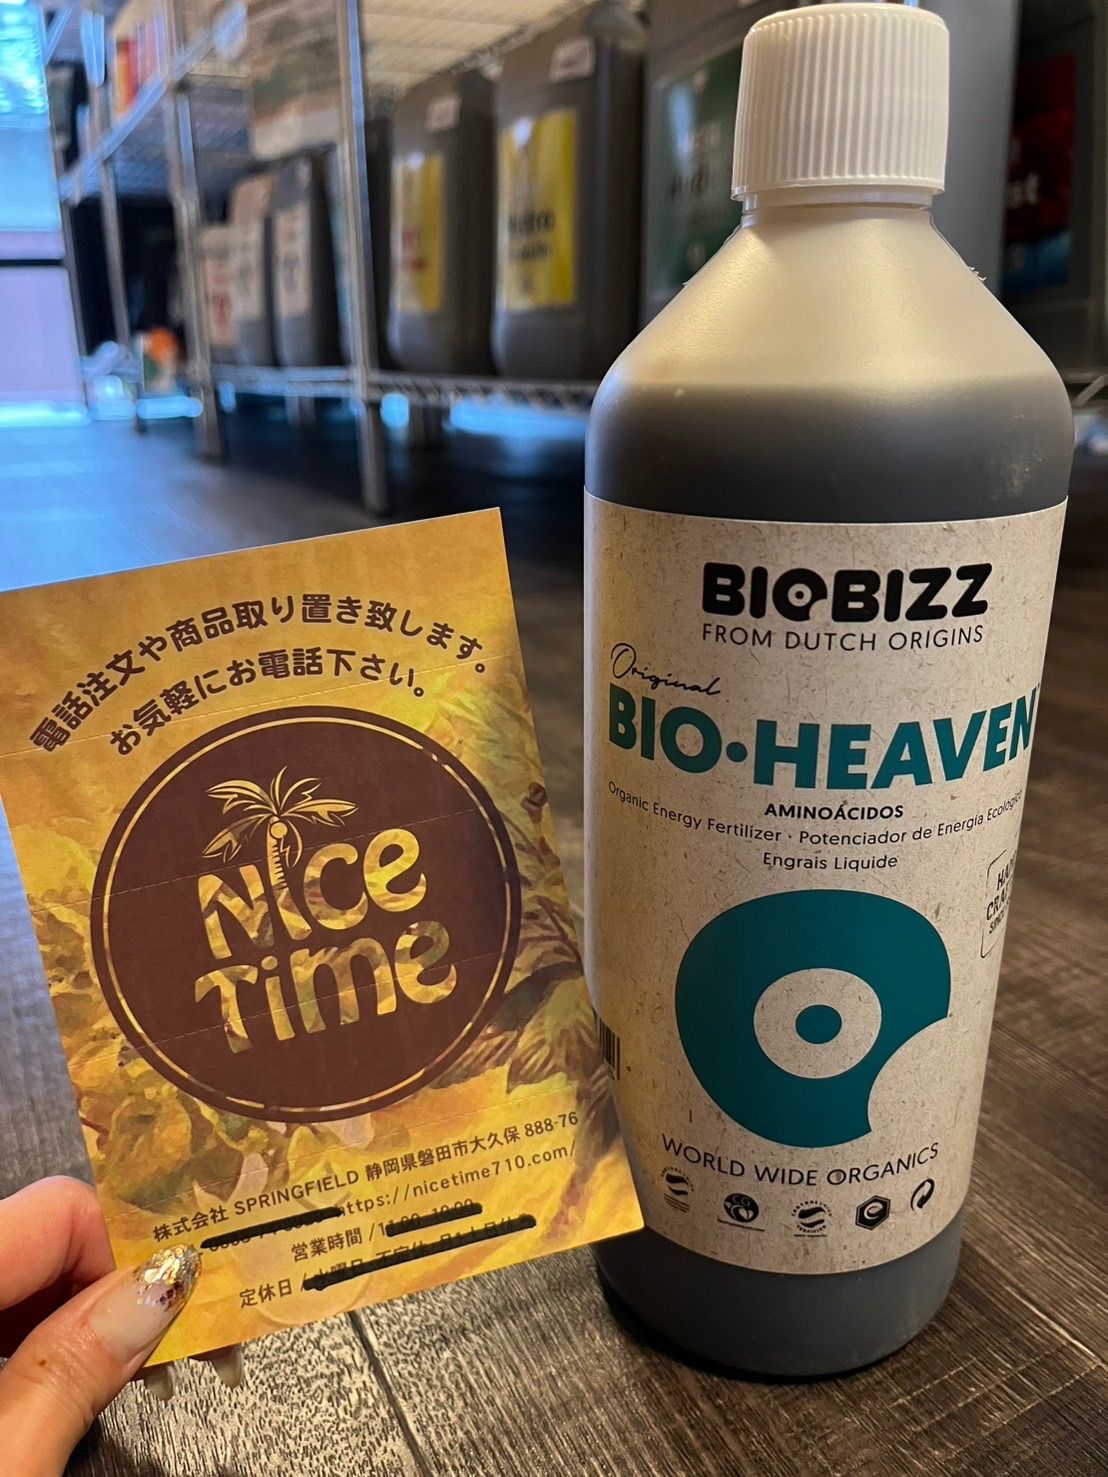 電話注文や商品取り置き致します。
お気軽にお電話下さい。
NICE
TIME
株式会社 SPRINGFIELD 静岡県磐田市大久保 888-76
https://nicetime710.com/
営業時間 /
定休日 /
BIOBIZZ
FROM DUTCH ORIGINS
Original
BIO•HEAVEN
AMINOÁCIDOS
Organic Energy Fertilizer · Potenciador de Energía Ecológico
Engrais Liquide
WORLD WIDE ORGANICS